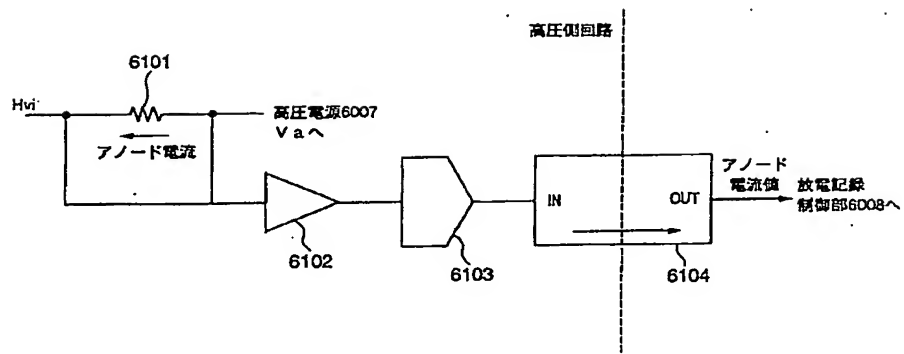 高圧側回路
6101
Hvi
高圧電源6007
Vaへ
アノード電流
アノード
電流値
放電記録
制御部6008へ
IN
OUT
6102
6103
6104